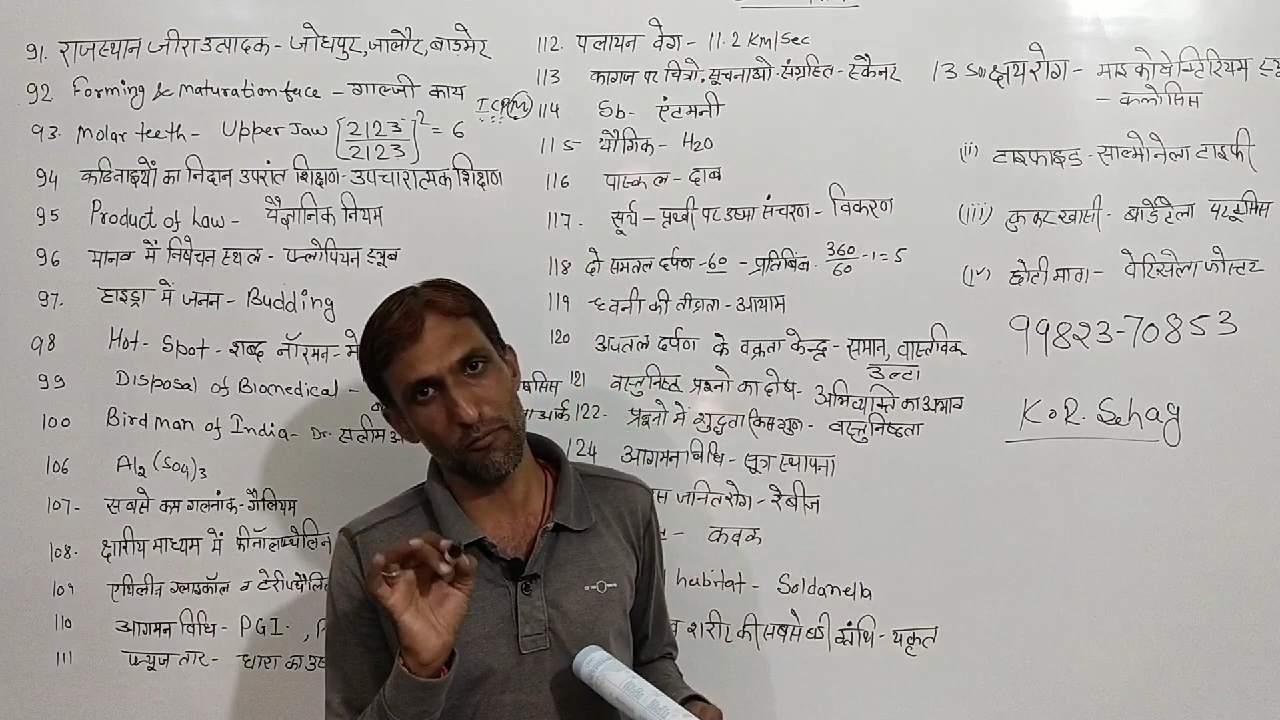 91. राजस्थान जीरा उत्पादक - जोधपुर, जालौर, बाड़मेर
92 Forming & maturation face - गाल्जी काय
93. Molar teeth - Upper Jaw [2123/2123]² = 6
94 कठिनाइयों का निदान उपरांत शिक्षण - उपचारात्मक शिक्षण
95 Product of Law - वैज्ञानिक नियम
96 मानव में निषेचन स्थल - फ्लोपियन ट्यूब
97. हाइड्रा में जनन - Budding
98 Hot - Spot - शब्द नॉरमन - मे
99 Disposal of Biomedical -
100 Bird man of India - Dr. सलीम अ
106 Al₂(SO₄)₃
107- सबसे कम गलनांक - गैलियम
108. क्षारीय माध्यम में फीनॉलफ्थेलिन
109 एथिलीन ग्लाइकॉल व
110 आगमन विधि - PGI.
111 फ्यूज तार - धारा का
112. पलायन वेग - 11.2 Km/Sec
113 कागज पर चित्रो, सूचनाओ संग्रहित - स्कैनर
114 Sb - एंटमनी
115 यौगिक - H₂O
116 पास्कल - दाब
117. सूर्य - पृथ्वी पर उष्मा संचरण - विकरण
118 दो समतल दर्पण - 60 - प्रतिबिंब. 360/60 - 1 = 5
119 ध्वनी की तीव्रता - आयाम
120 अवतल दर्पण के वक्रता केन्द्र - समान, वास्तविक
उल्टा
121 वस्तुनिष्ठ प्रश्नो का दोष - अभिव्यक्ति का अभाव
122. प्रश्नो में शुद्धता किस गुण - वस्तुनिष्ठता
124 आगमन विधि - सूत्र स्थापना
जनितरोग - रेबीज
- कवक
habitat - Soldanella
शरीर की सबसे बडी ग्रंथि - यकृत
क्षयरोग - माइकोबेक्टिरियम
(ii) टाइफाइड - साल्मोनेला टाइफी
(iii) कुकरखासी - बोर्डेटेला परटूसिस
(iv) छोटी माता - वेरिसेला जोस्टर
99823-70853
K.R. Sehag